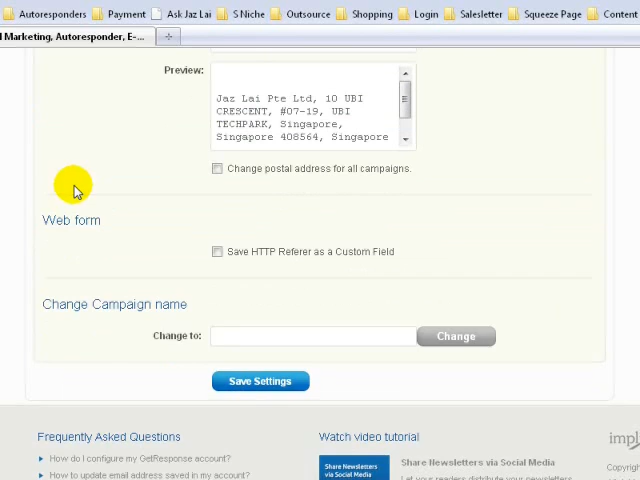 Autoresponders Payment Ask Jaz Lai S Niche Outsource Shopping Login Salesletter Squeeze Page Content
l Marketing, Autoresponder, E-...
Preview:
Jaz Lai Pte Ltd, 10 UBI
CRESCENT, #07-19, UBI
TECHPARK, Singapore,
Singapore 408564, Singapore
Change postal address for all campaigns.
Web form
Save HTTP Referer as a Custom Field
Change Campaign name
Change to:
Change
Save Settings
Frequently Asked Questions
How do I configure my GetResponse account?
How to update email address saved in my account?
Watch video tutorial
Share Newsletters
via Social Media
Share Newsletters via Social Media
Let your readers distribute your newsletters
impl
Copyrig